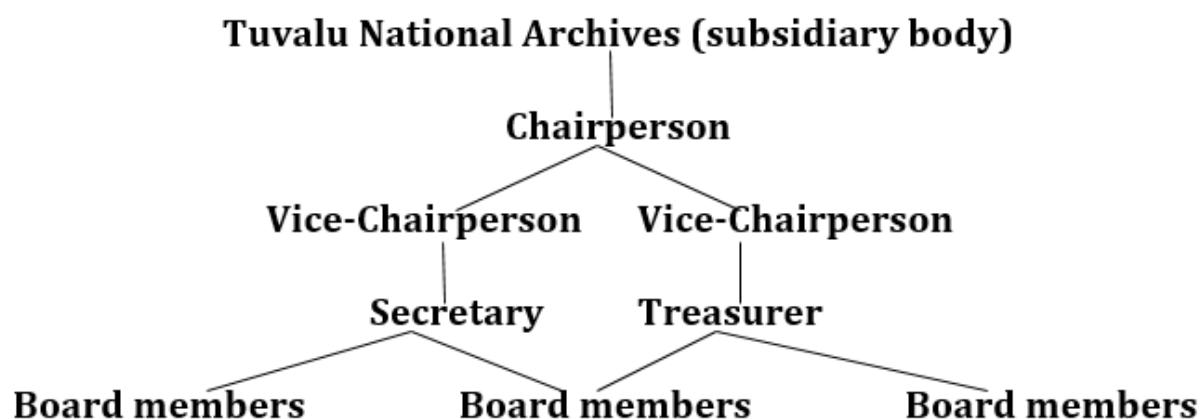 Tuvalu National Archives (subsidiary body)
Chairperson
Vice-Chairperson Vice-Chairperson
Secretary Treasurer
Board members Board members Board members